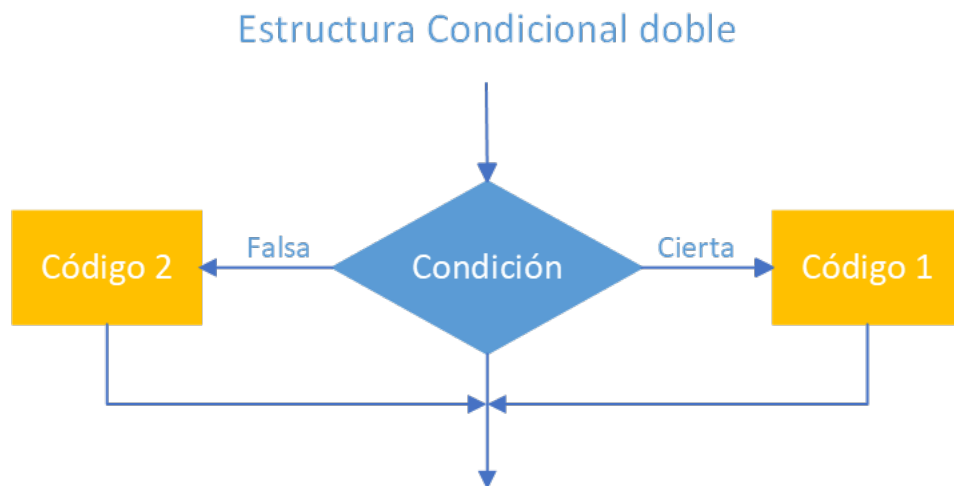 Estructura Condicional doble
Falsa
Cierta
Código 2
Condición
Código 1